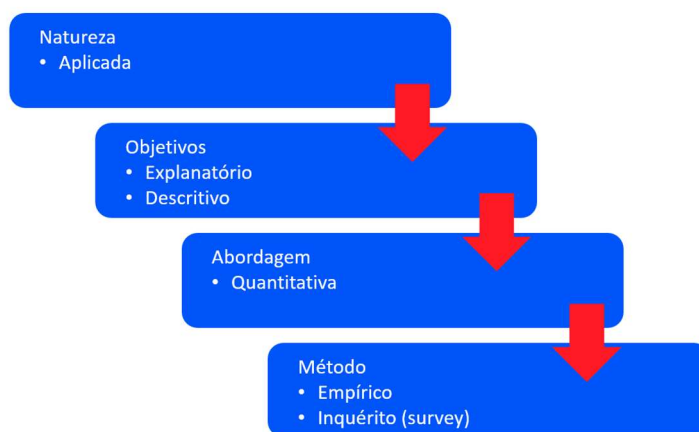 Natureza
• Aplicada
Objetivos
• Explanatório
• Descritivo
Abordagem
• Quantitativa
Método
• Empírico
• Inquérito (survey)